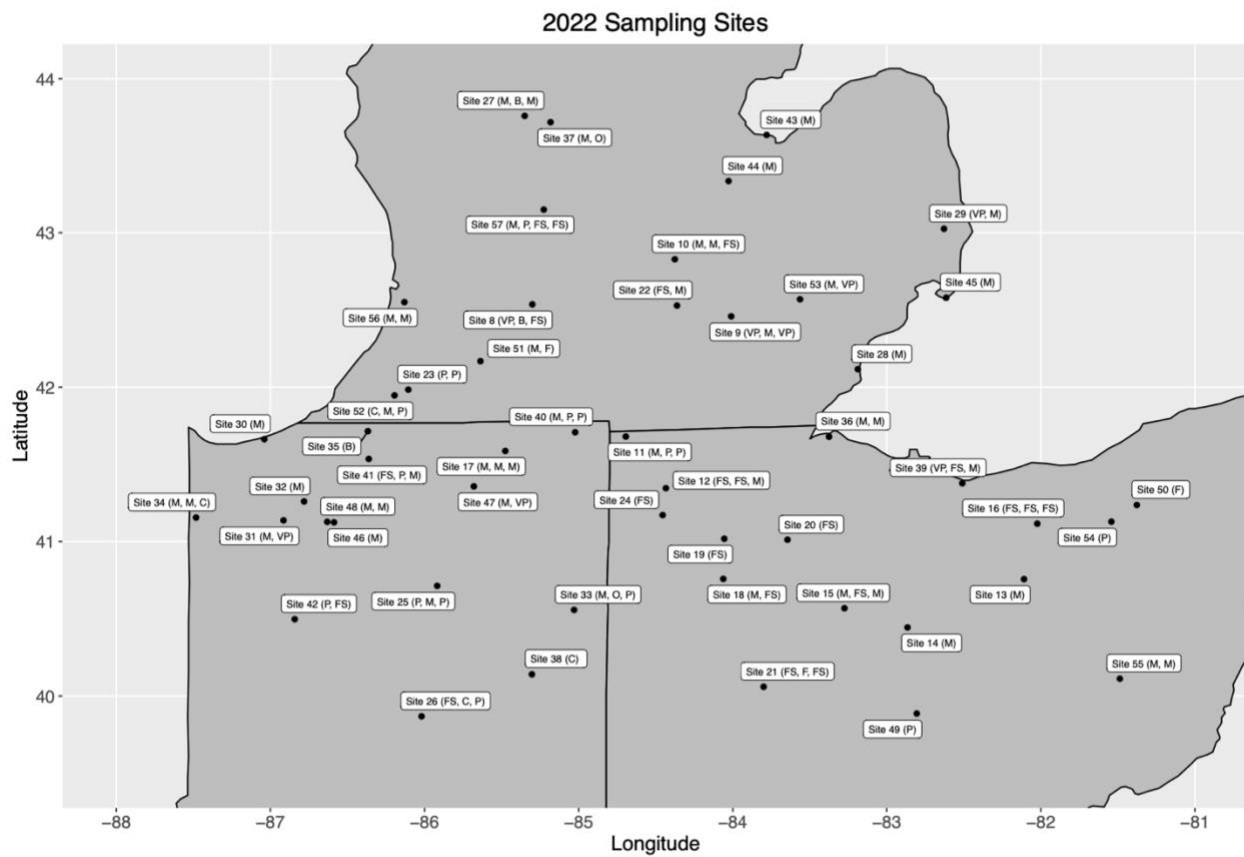 2022 Sampling Sites
44
43
42
41
40
Latitude
Site 27 (M, B, M)
Site 37 (M, O)
Site 43 (M)
Site 44 (M)
Site 57 (M, P, FS, FS)
Site 29 (VP, M)
Site 10 (M, M, FS)
Site 22 (FS, M)
Site 53 (M, VP)
Site 45 (M)
Site 56 (M, M)
Site 8 (VP, B, FS)
Site 9 (VP, M, VP)
Site 51 (M, F)
Site 28 (M)
Site 23 (P, P)
Site 52 (C, M, P)
Site 40 (M, P, P)
Site 30 (M)
Site 36 (M, M)
Site 35 (B)
Site 11 (M, P, P)
Site 41 (FS, P, M)
Site 17 (M, M, M)
Site 39 (VP, FS, M)
Site 12 (FS, FS, M)
Site 32 (M)
Site 34 (M, M, C)
Site 48 (M, M)
Site 47 (M, VP)
Site 24 (FS)
Site 16 (FS, FS, FS)
Site 50 (F)
Site 31 (M, VP)
Site 46 (M)
Site 20 (FS)
Site 54 (P)
Site 19 (FS)
Site 42 (P, FS)
Site 25 (P, M, P)
Site 33 (M, O, P)
Site 18 (M, FS)
Site 15 (M, FS, M)
Site 13 (M)
Site 14 (M)
Site 38 (C)
Site 21 (FS, F, FS)
Site 55 (M, M)
Site 26 (FS, C, P)
Site 49 (P)
−88
−87
−86
−85
−84
−83
−82
−81
Longitude